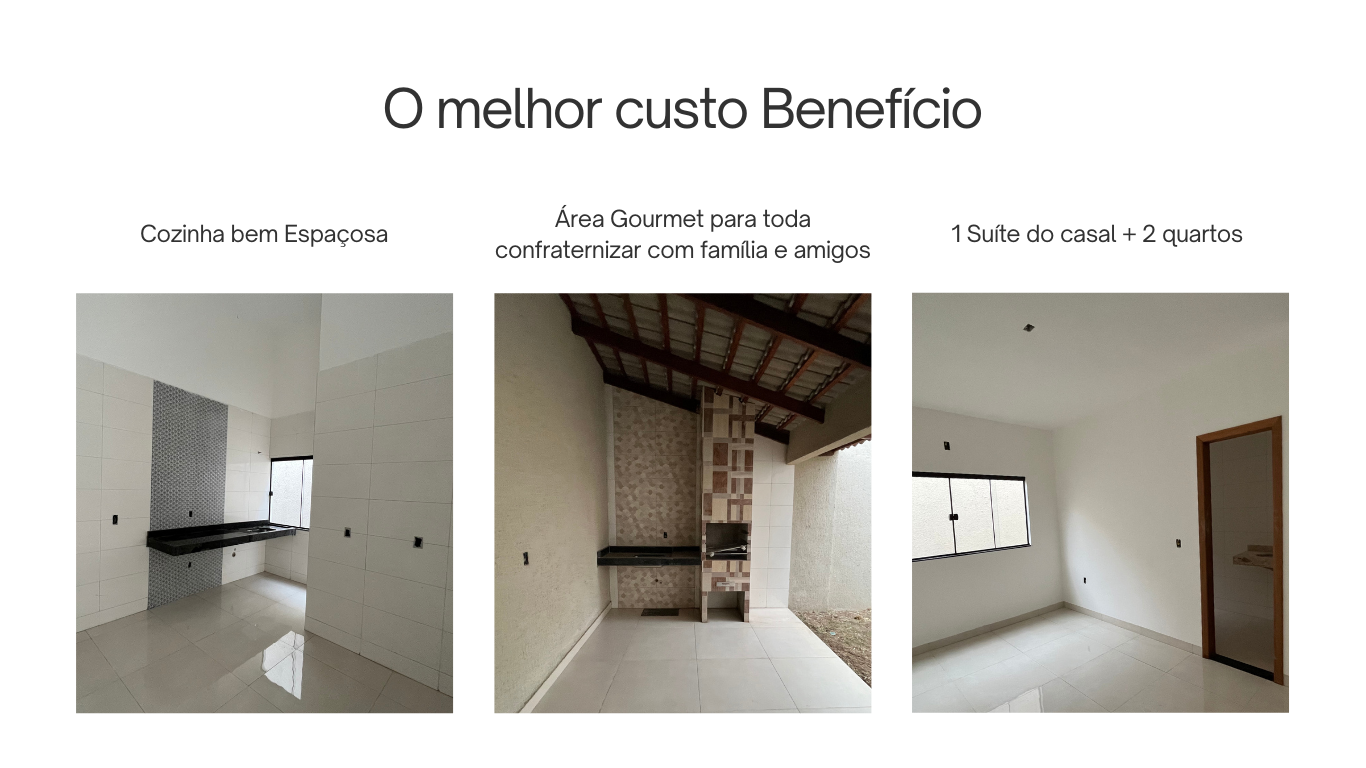 O melhor custo Benefício
Cozinha bem Espaçosa
Área Gourmet para toda
confraternizar com família e amigos
1 Suíte do casal + 2 quartos